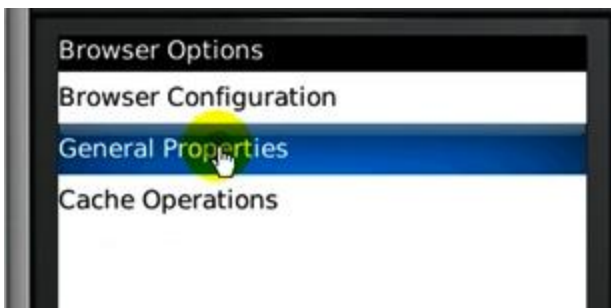 Browser Options
Browser Configuration
General Properties
Cache Operations